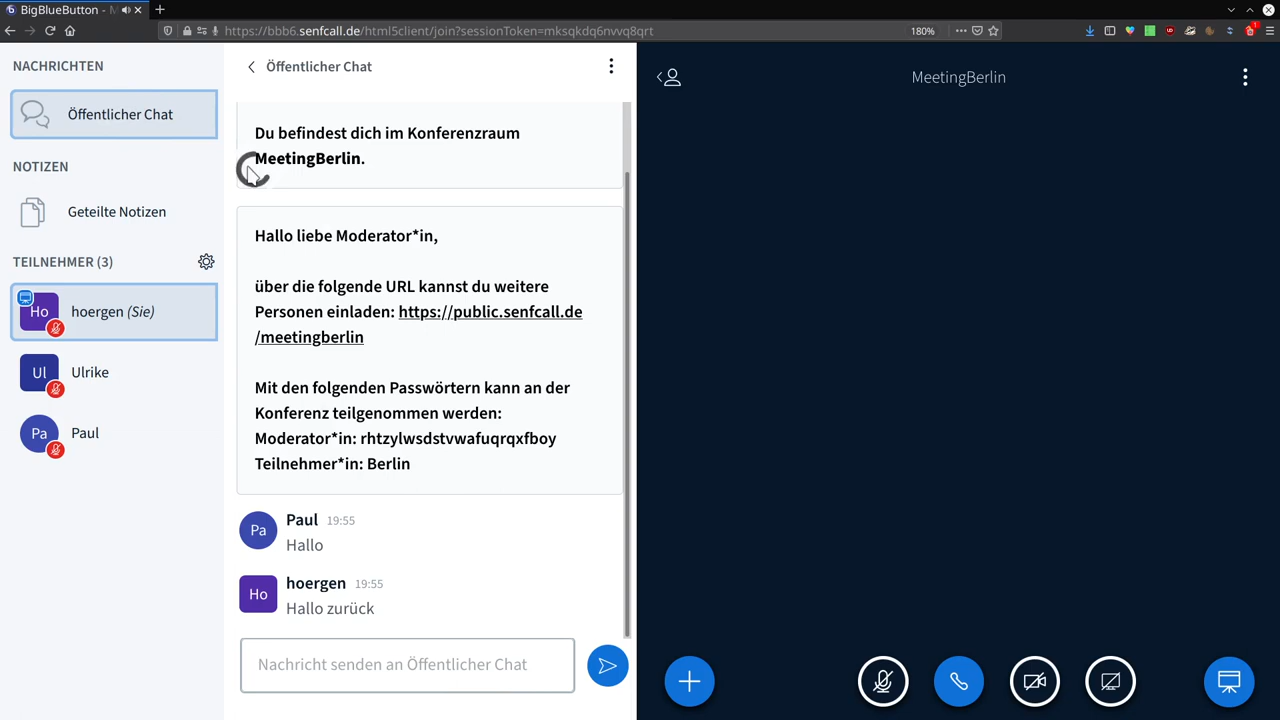 BigBlueButton - M
https://bbb6.senfcall.de/html5client/join?sessionToken=mksqkdq6nvvq8qrt
180%
NACHRICHTEN
Öffentlicher Chat
NOTIZEN
Geteilte Notizen
TEILNEHMER (3)
Ho
hoergen (Sie)
Ul
Ulrike
Pa
Paul
Öffentlicher Chat
Du befindest dich im Konferenzraum
MeetingBerlin.
Hallo liebe Moderator*in,
über die folgende URL kannst du weitere
Personen einladen: https://public.senfcall.de
/meetingberlin
Mit den folgenden Passwörtern kann an der
Konferenz teilgenommen werden:
Moderator*in: rhtzylwsdstvwafuqrqxfboy
Teilnehmer*in: Berlin
Pa
Paul 19:55
Hallo
Ho
hoergen 19:55
Hallo zurück
Nachricht senden an Öffentlicher Chat
MeetingBerlin